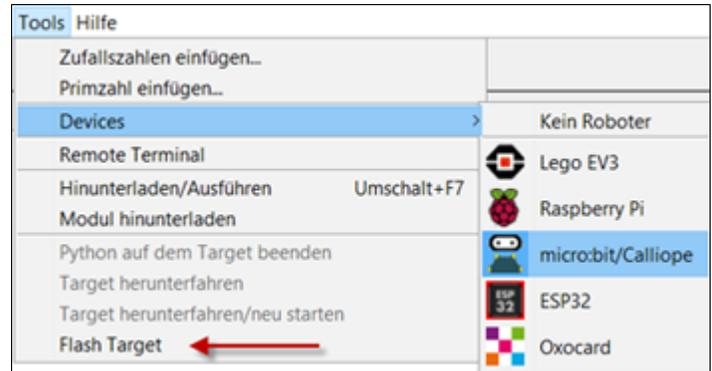 Tools Hilfe
Zufallszahlen einfügen...
Primzahl einfügen...
Devices
Remote Terminal
Hinunterladen/Ausführen Umschalt+F7
Modul hinunterladen
Python auf dem Target beenden
Target herunterfahren
Target herunterfahren/neu starten
Flash Target
Kein Roboter
Lego EV3
Raspberry Pi
micro:bit/Calliope
ESP
32
ESP32
Oxocard